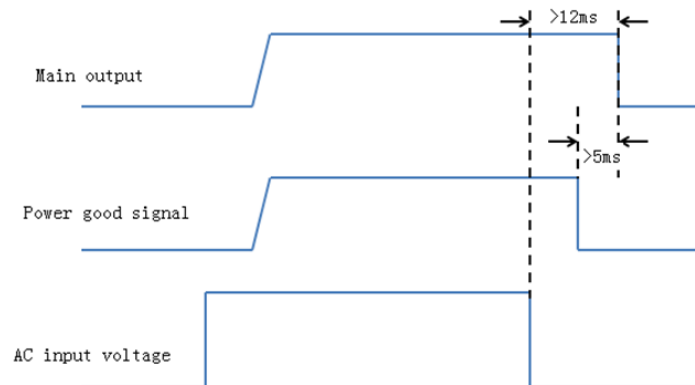 >12ms
Main output
>5ms
Power good signal
AC input voltage